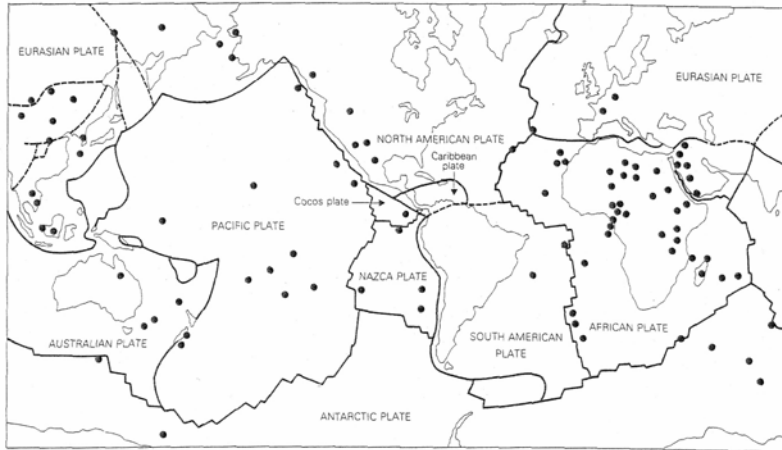 EURASIAN PLATE
EURASIAN PLATE
NORTH AMERICAN PLATE
Caribbean
plate
Cocos plate
PACIFIC PLATE
NAZCA PLATE
AUSTRALIAN PLATE
SOUTH AMERICAN
PLATE
AFRICAN PLATE
ANTARCTIC PLATE